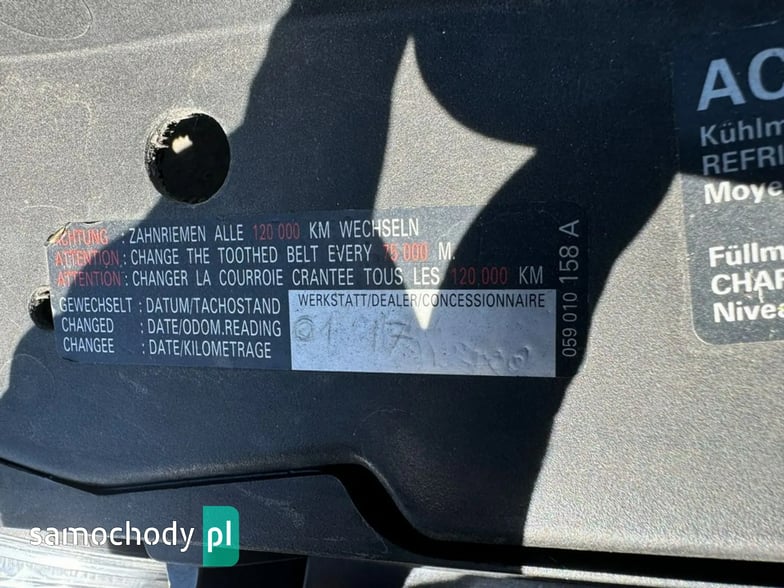 ACHTUNG : ZAHNRIEMEN ALLE 120 000 KM WECHSELN
ATTENTION : CHANGE THE TOOTHED BELT EVERY 75 000 M.
ATTENTION : CHANGER LA COURROIE CRANTEE TOUS LES 120,000 KM
GEWECHSELT : DATUM/TACHOSTAND
CHANGED : DATE/ODOM.READING
CHANGEE : DATE/KILOMETRAGE
WERKSTATT/DEALER/CONCESSIONNAIRE
01 17
059 010 158 A
AC
Kühlm
REFRI
Moye
Füllm
CHAR
Nivea
samochody pl